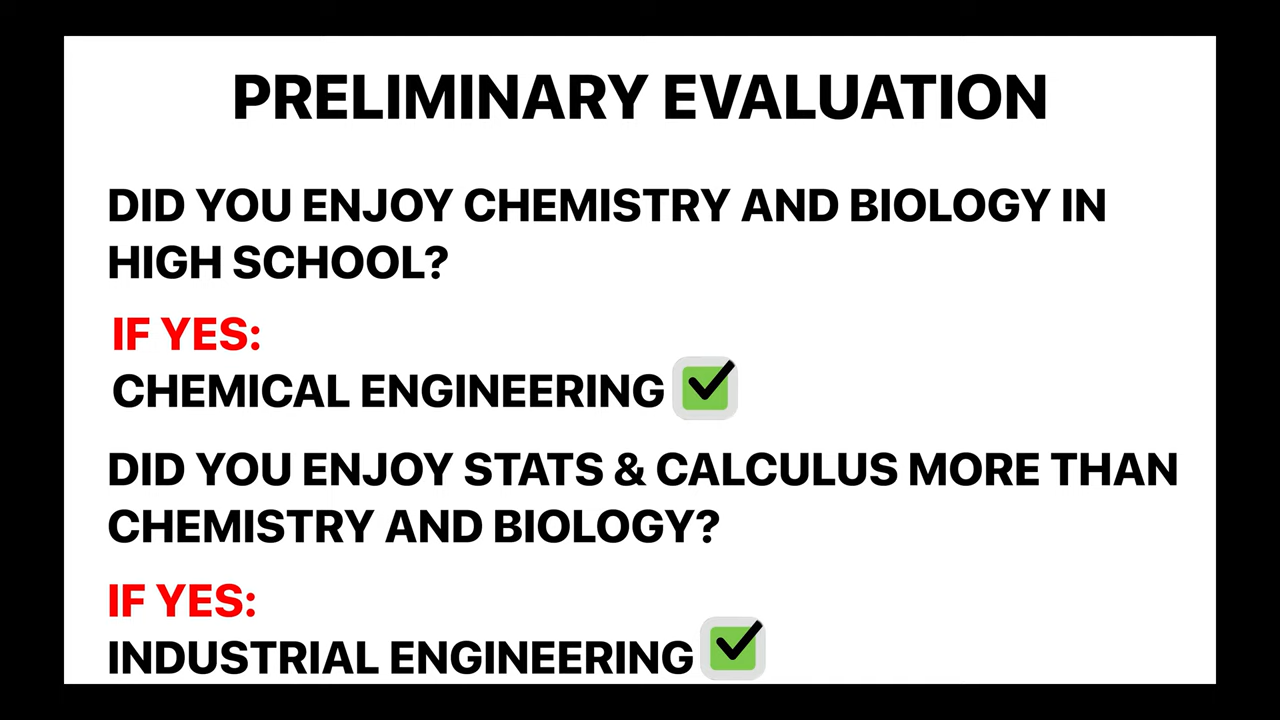 PRELIMINARY EVALUATION
DID YOU ENJOY CHEMISTRY AND BIOLOGY IN
HIGH SCHOOL?
IF YES:
CHEMICAL ENGINEERING
DID YOU ENJOY STATS & CALCULUS MORE THAN
CHEMISTRY AND BIOLOGY?
IF YES:
INDUSTRIAL ENGINEERING